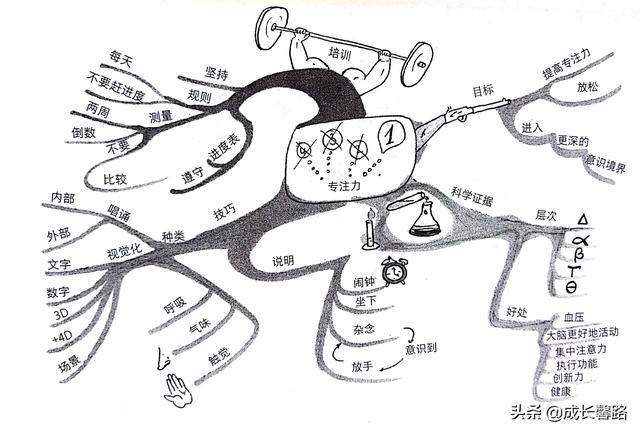 培训
每天
坚持
不要赶进度
规则
两周
测量
倒数
不要
进度表
比较
遵守
目标
提高专注力
放松
进入
更深的
意识境界
4
3
2
1
专注力
科学证据
层次
Δ
α
β
T
θ
好处
血压
大脑更好地活动
集中注意力
执行功能
创新力
健康
技巧
种类
内部
唱诵
外部
文字
视觉化
数字
3D
+4D
场景
呼吸
气味
触觉
说明
闹钟
坐下
杂念
意识到
放手
头条 @成长馨路